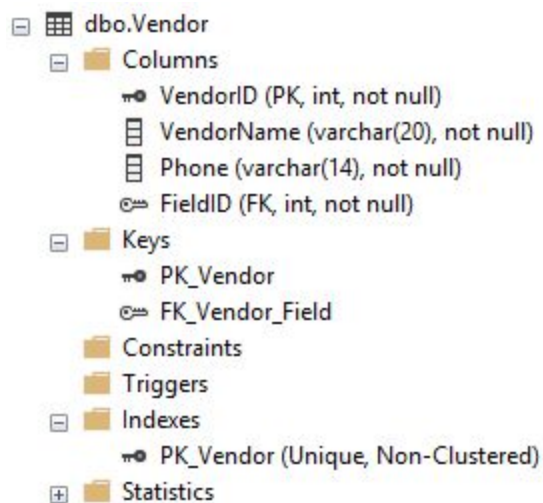 dbo.Vendor
Columns
VendorID (PK, int, not null)
VendorName (varchar(20), not null)
Phone (varchar(14), not null)
FieldID (FK, int, not null)
Keys
PK_Vendor
FK_Vendor_Field
Constraints
Triggers
Indexes
PK_Vendor (Unique, Non-Clustered)
Statistics